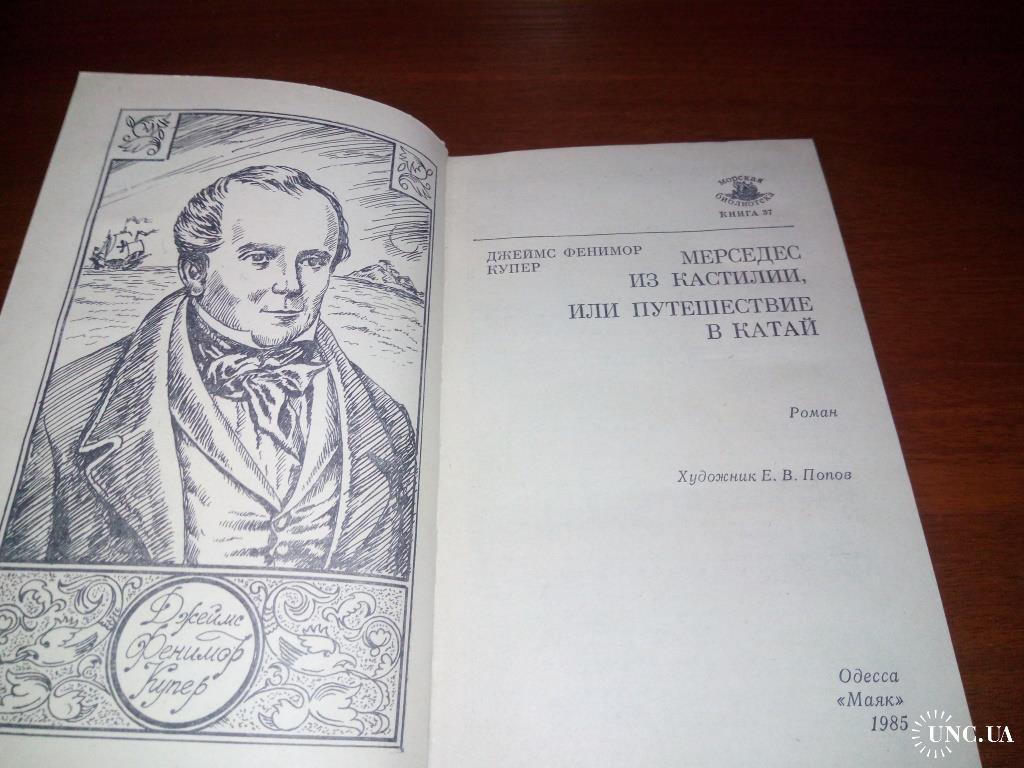 Джеймс
Фенимор
Купер
морская
библиотека
КНИГА 37
ДЖЕЙМС ФЕНИМОР
КУПЕР
МЕРСЕДЕС
ИЗ КАСТИЛИИ,
ИЛИ ПУТЕШЕСТВИЕ
В КАТАЙ
Роман
Художник Е. В. Попов
Одесса
«Маяк»
1985
UNC.UA